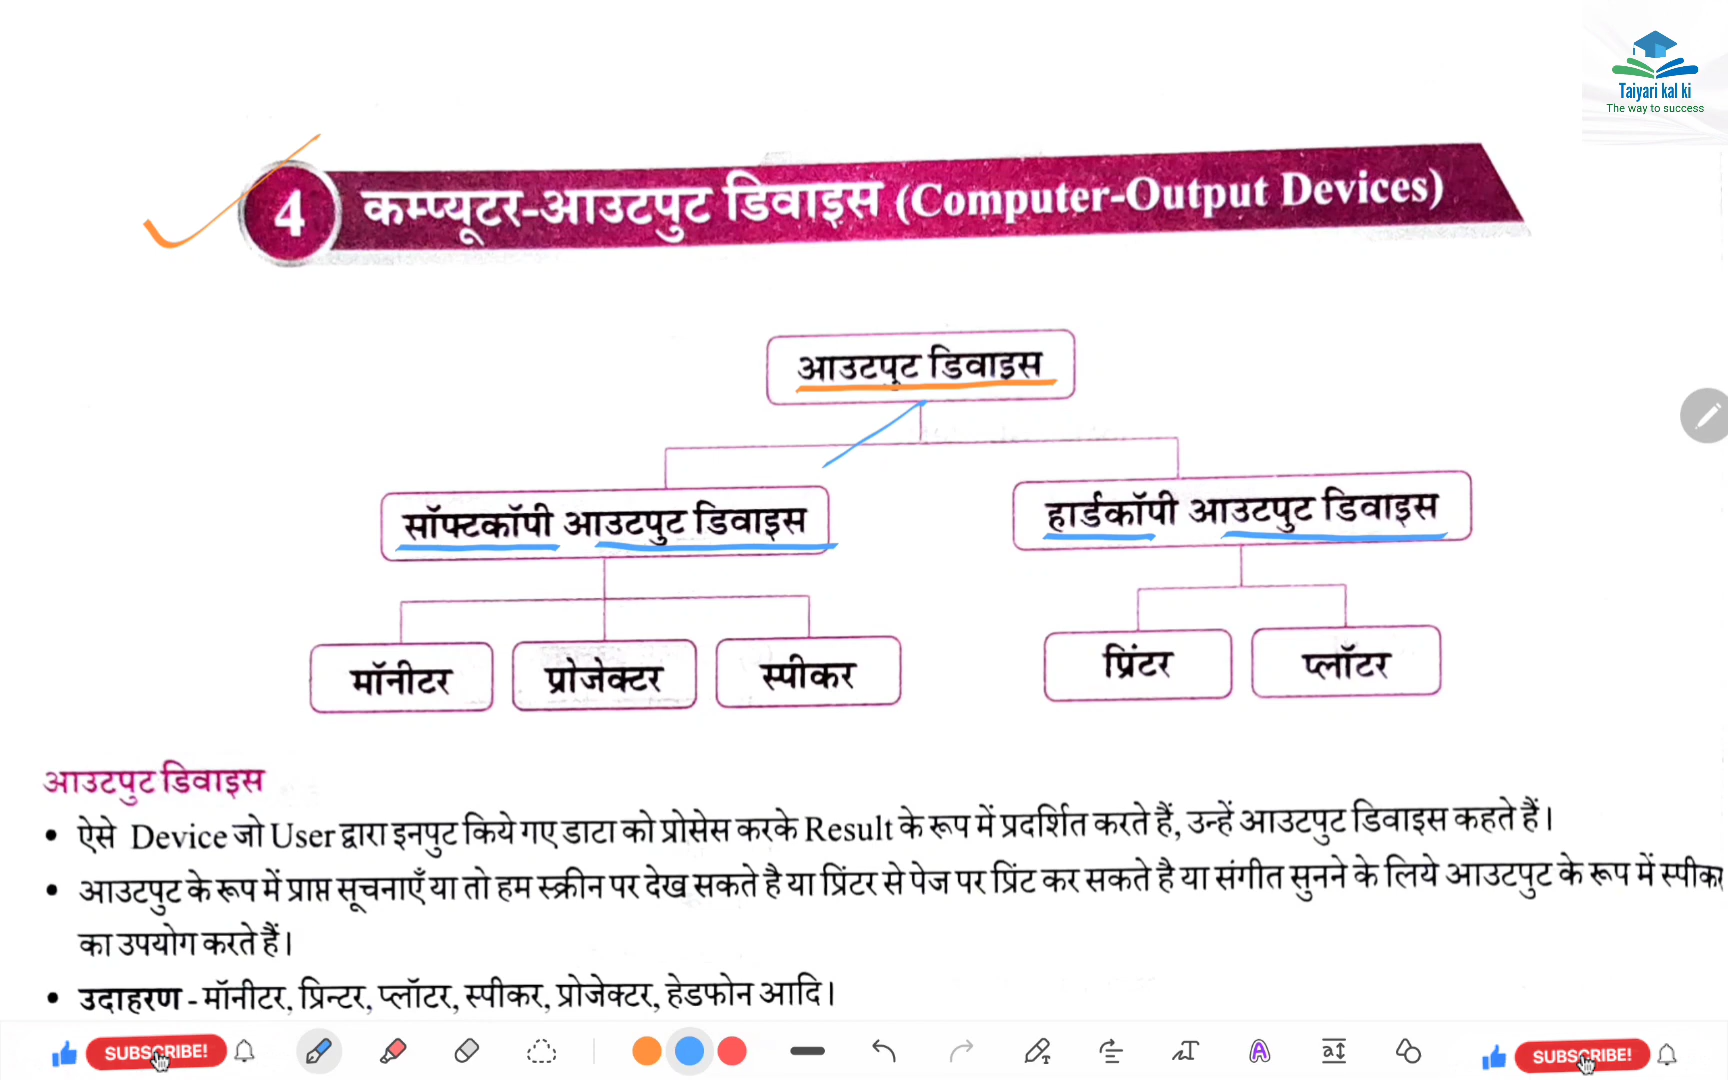 Taiyari kal ki
The way to success
4 कम्प्यूटर-आउटपुट डिवाइस (Computer-Output Devices)
आउटपुट डिवाइस
सॉफ्टकॉपी आउटपुट डिवाइस
हार्डकॉपी आउटपुट डिवाइस
मॉनीटर
प्रोजेक्टर
स्पीकर
प्रिंटर
प्लॉटर
आउटपुट डिवाइस
• ऐसे Device जो User द्वारा इनपुट किये गए डाटा को प्रोसेस करके Result के रूप में प्रदर्शित करते हैं, उन्हें आउटपुट डिवाइस कहते हैं।
• आउटपुट के रूप में प्राप्त सूचनाएँ या तो हम स्क्रीन पर देख सकते है या प्रिंटर से पेज पर प्रिंट कर सकते है या संगीत सुनने के लिये आउटपुट के रूप में स्पीकर
का उपयोग करते हैं।
• उदाहरण - मॉनीटर, प्रिन्टर, प्लॉटर, स्पीकर, प्रोजेक्टर, हेडफोन आदि।
SUBSCRIBE!
SUBSCRIBE!